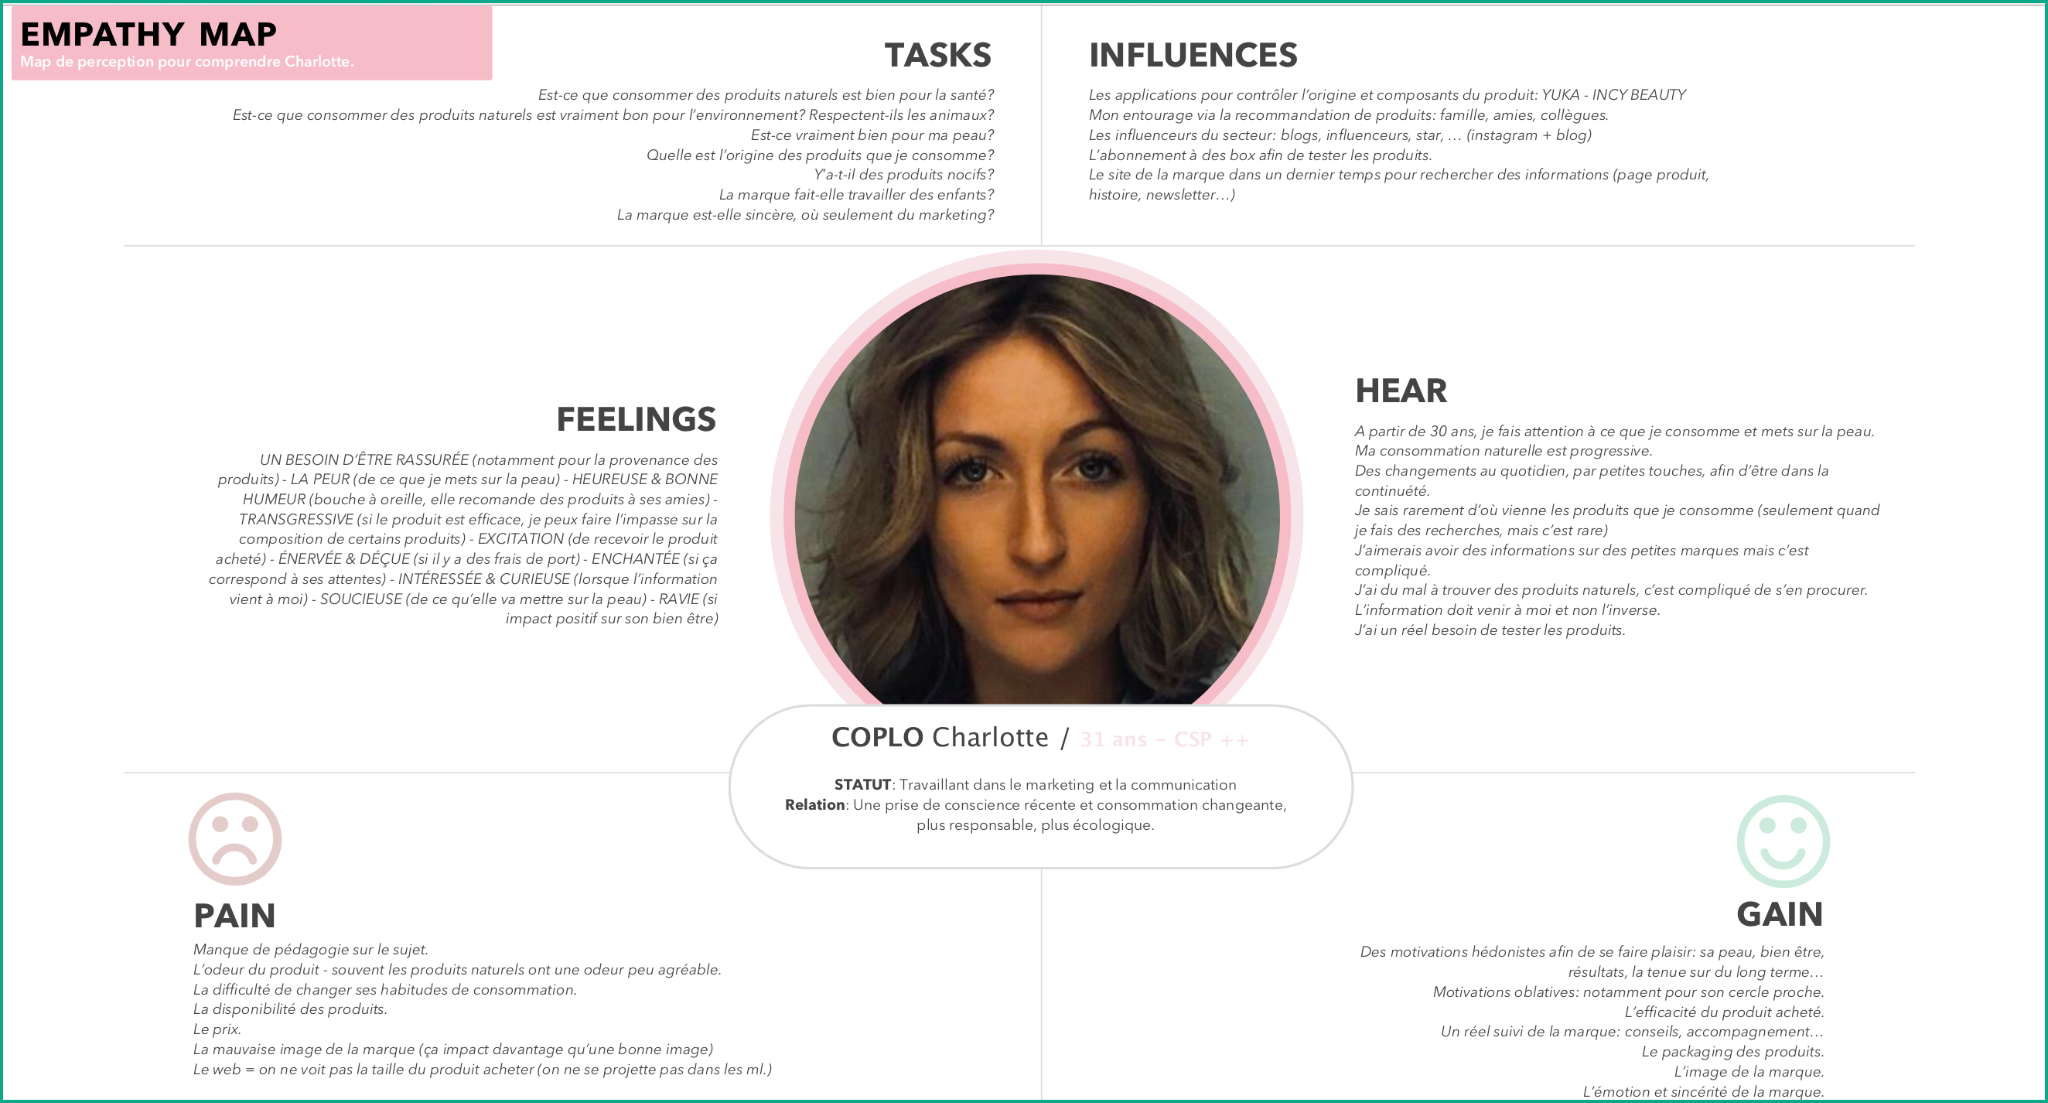 EMPATHY MAP
Map de perception pour comprendre Charlotte.
TASKS
Est-ce que consommer des produits naturels est bien pour la santé?
Est-ce que consommer des produits naturels est vraiment bon pour l’environnement? Respectent-ils les animaux?
Est-ce vraiment bien pour ma peau?
Quelle est l’origine des produits que je consomme?
Y’a-t-il des produits nocifs?
La marque fait-elle travailler des enfants?
La marque est-elle sincère, où seulement du marketing?
INFLUENCES
Les applications pour contrôler l’origine et composants du produit: YUKA - INCY BEAUTY
Mon entourage via la recommandation de produits: famille, amies, collègues.
Les influenceurs du secteur: blogs, influenceurs, star, … (instagram + blog)
L’abonnement à des box afin de tester les produits.
Le site de la marque dans un dernier temps pour rechercher des informations (page produit,
histoire, newsletter…)
FEELINGS
UN BESOIN D’ÊTRE RASSURÉE (notamment pour la provenance des
produits) - LA PEUR (de ce que je mets sur la peau) - HEUREUSE & BONNE
HUMEUR (bouche à oreille, elle recomande des produits à ses amies) -
TRANSGRESSIVE (si le produit est efficace, je peux faire l’impasse sur la
composition de certains produits) - EXCITATION (de recevoir le produit
acheté) - ÉNERVÉE & DÉÇUE (si il y a des frais de port) - ENCHANTÉE (si ça
correspond à ses attentes) - INTÉRESSÉE & CURIEUSE (lorsque l’information
vient à moi) - SOUCIEUSE (de ce qu’elle va mettre sur la peau) - RAVIE (si
impact positif sur son bien être)
HEAR
A partir de 30 ans, je fais attention à ce que je consomme et mets sur la peau.
Ma consommation naturelle est progressive.
Des changements au quotidien, par petites touches, afin d’être dans la
continuété.
Je sais rarement d’où vienne les produits que je consomme (seulement quand
je fais des recherches, mais c’est rare)
J’aimerais avoir des informations sur des petites marques mais c’est
compliqué.
J’ai du mal à trouver des produits naturels, c’est compliqué de s’en procurer.
L’information doit venir à moi et non l’inverse.
J’ai un réel besoin de tester les produits.
COPLO Charlotte / 31 ans - CSP ++
STATUT: Travaillant dans le marketing et la communication
Relation: Une prise de conscience récente et consommation changeante,
plus responsable, plus écologique.
PAIN
Manque de pédagogie sur le sujet.
L’odeur du produit - souvent les produits naturels ont une odeur peu agréable.
La difficulté de changer ses habitudes de consommation.
La disponibilité des produits.
Le prix.
La mauvaise image de la marque (ça impact davantage qu’une bonne image)
Le web = on ne voit pas la taille du produit acheter (on ne se projette pas dans les ml.)
GAIN
Des motivations hédonistes afin de se faire plaisir: sa peau, bien être,
résultats, la tenue sur du long terme…
Motivations oblatives: notamment pour son cercle proche.
L’efficacité du produit acheté.
Un réel suivi de la marque: conseils, accompagnement…
Le packaging des produits.
L’image de la marque.
L’émotion et sincérité de la marque.